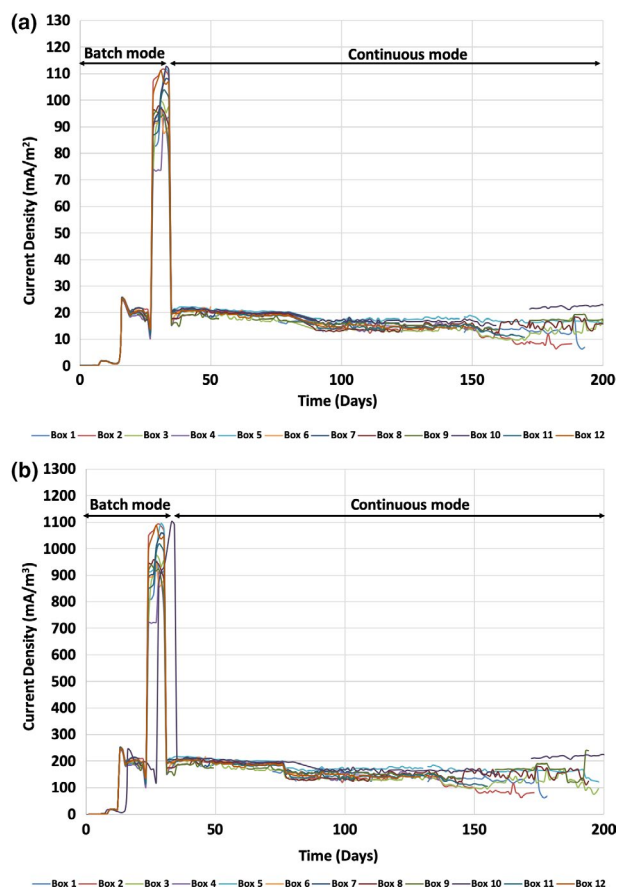 (a)
130
120
110
100
90
80
70
60
50
40
30
20
10
0
Current Density (mA/m²)
Batch mode
Continuous mode
0 50 100 150 200
Time (Days)
Box 1 Box 2 Box 3 Box 4 Box 5 Box 6 Box 7 Box 8 Box 9 Box 10 Box 11 Box 12
(b)
1300
1200
1100
1000
900
800
700
600
500
400
300
200
100
0
Current Density (mA/m³)
Batch mode
Continuous mode
0 50 100 150 200
Time (Days)
Box 1 Box 2 Box 3 Box 4 Box 5 Box 6 Box 7 Box 8 Box 9 Box 10 Box 11 Box 12